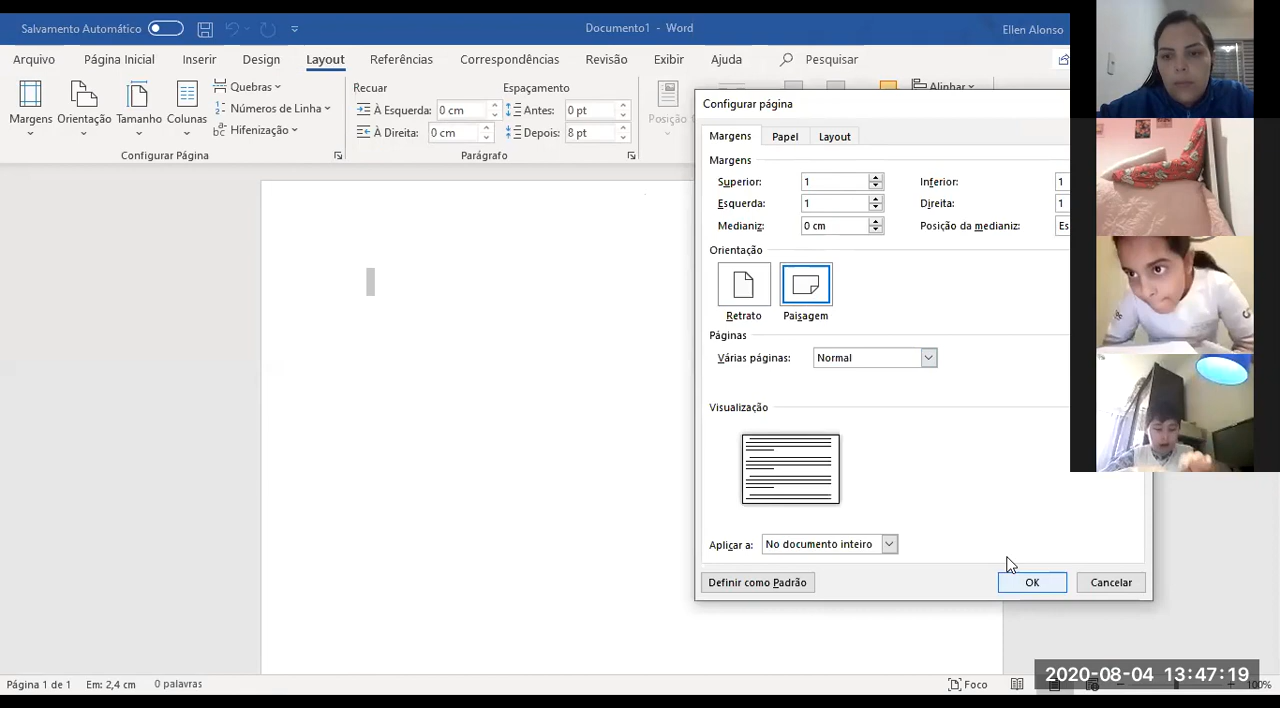 Salvamento Automático
Documento1 - Word
Ellen Alonso
Arquivo Página Inicial Inserir Design Layout Referências Correspondências Revisão Exibir Ajuda Pesquisar
Margens Orientação Tamanho Colunas
Quebras
Números de Linha
Hifenização
Configurar Página
Recuar Espaçamento
À Esquerda: 0 cm Antes: 0 pt
À Direita: 0 cm Depois: 8 pt
Parágrafo
Posição
Alinhar
Configurar página
Margens Papel Layout
Margens
Superior: 1 Inferior: 1
Esquerda: 1 Direita: 1
Medianiz: 0 cm Posição da medianiz: Es
Orientação
Retrato Paisagem
Páginas
Várias páginas: Normal
Visualização
Aplicar a: No documento inteiro
Definir como Padrão OK Cancelar
Página 1 de 1 Em: 2,4 cm 0 palavras Foco 100%
2020-08-04 13:47:19